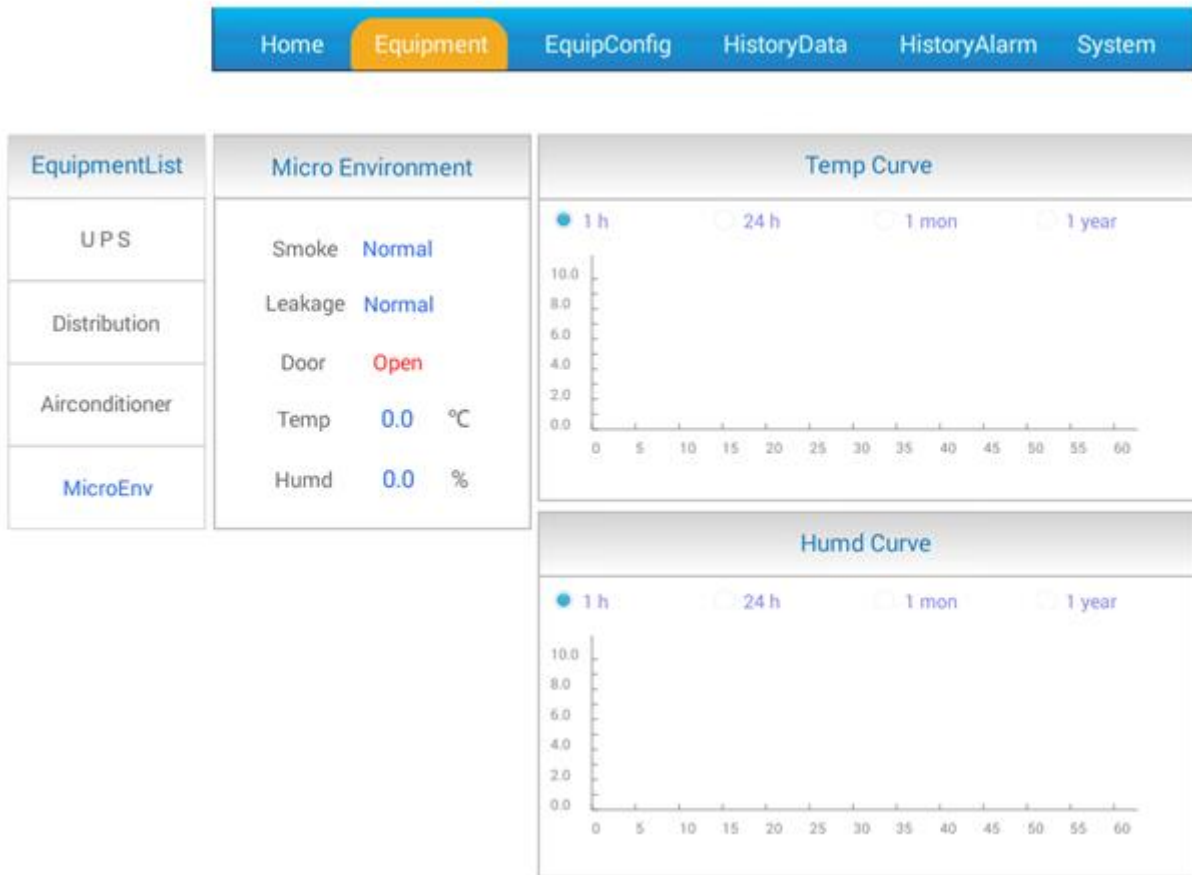 Home Equipment EquipConfig HistoryData HistoryAlarm System
EquipmentList
UPS
Distribution
Airconditioner
MicroEnv
Micro Environment
Smoke Normal
Leakage Normal
Door Open
Temp 0.0 ℃
Humd 0.0 %
Temp Curve
1 h 24 h 1 mon 1 year
10.0
8.0
6.0
4.0
2.0
0.0
0 5 10 15 20 25 30 35 40 45 50 55 60
Humd Curve
1 h 24 h 1 mon 1 year
10.0
8.0
6.0
4.0
2.0
0.0
0 5 10 15 20 25 30 35 40 45 50 55 60